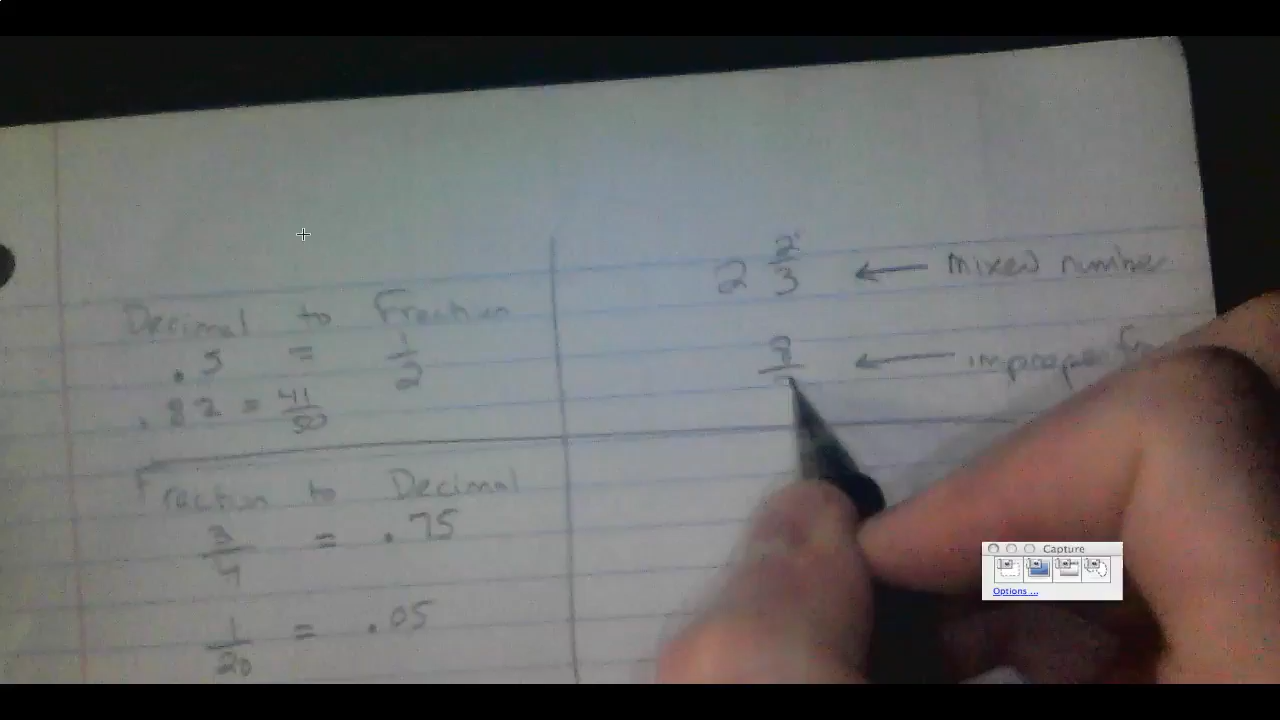 Decimal to Fraction
.5 = 1/2
.82 = 41/50
Fraction to Decimal
3/4 = .75
1/20 = .05
2 2/3 ← Mixed number
8/ ← improper
Capture
Options ...